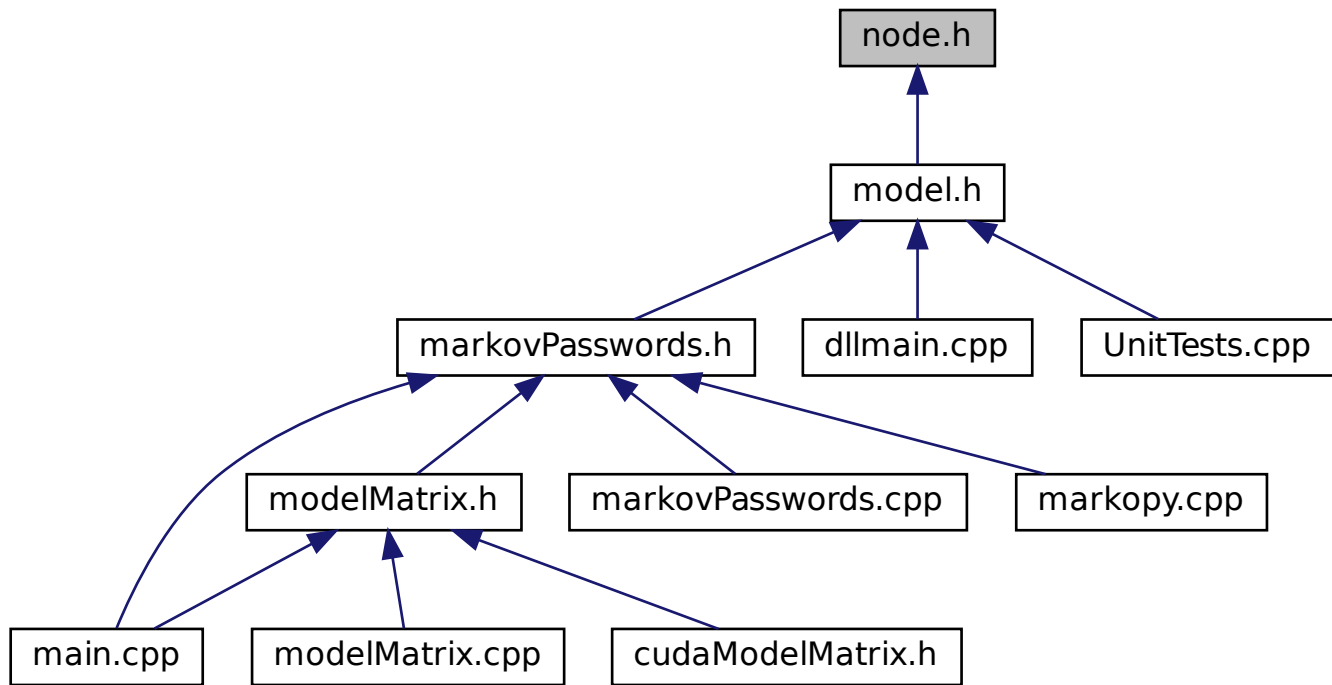 node.h
model.h
markovPasswords.h
dllmain.cpp
UnitTests.cpp
modelMatrix.h
markovPasswords.cpp
markopy.cpp
main.cpp
modelMatrix.cpp
cudaModelMatrix.h